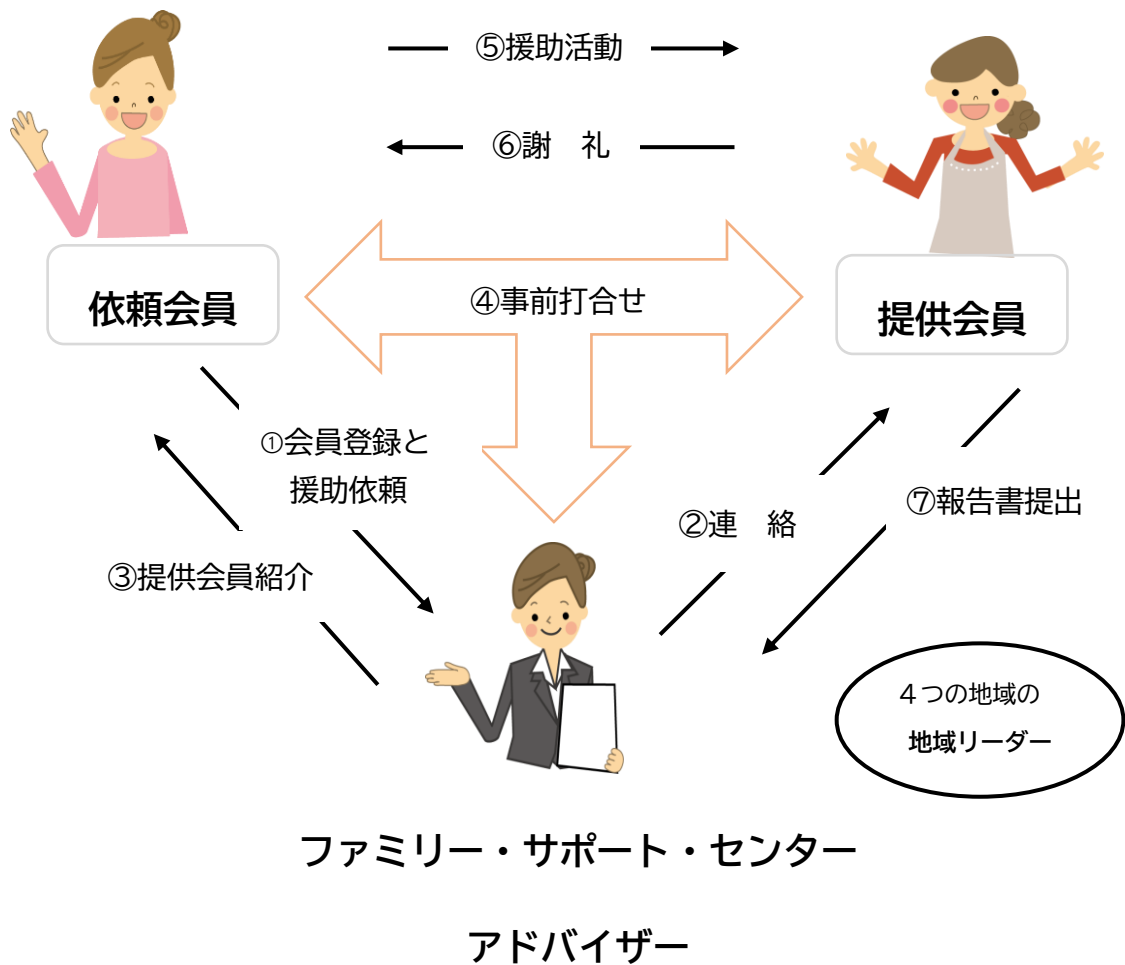 ⑤援助活動
⑥謝　礼
依頼会員
④事前打合せ
提供会員
①会員登録と
援助依頼
⑦報告書提出
②連　絡
③提供会員紹介
４つの地域の
地域リーダー
ファミリー・サポート・センター
アドバイザー